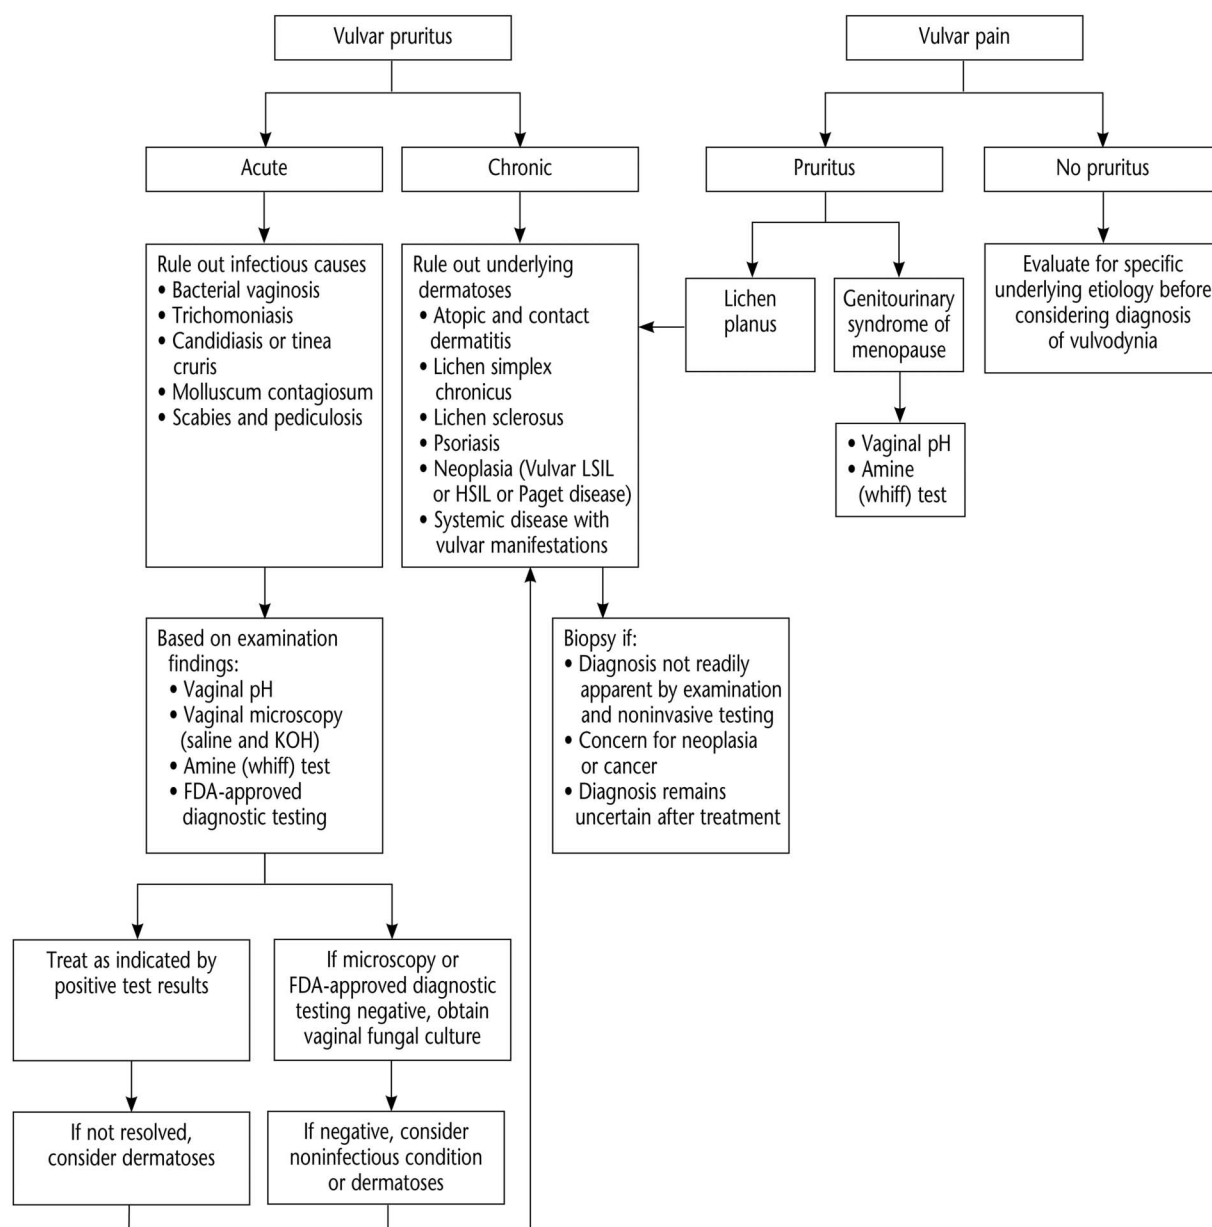 Vulvar pruritus
Vulvar pain
Acute
Chronic
Pruritus
No pruritus
Rule out infectious causes
• Bacterial vaginosis
• Trichomoniasis
• Candidiasis or tinea
cruris
• Molluscum contagiosum
• Scabies and pediculosis
Rule out underlying
dermatoses
• Atopic and contact
dermatitis
• Lichen simplex
chronicus
• Lichen sclerosus
• Psoriasis
• Neoplasia (Vulvar LSIL
or HSIL or Paget disease)
• Systemic disease with
vulvar manifestations
Lichen
planus
Genitourinary
syndrome of
menopause
Evaluate for specific
underlying etiology before
considering diagnosis
of vulvodynia
• Vaginal pH
• Amine
(whiff) test
Based on examination
findings:
• Vaginal pH
• Vaginal microscopy
(saline and KOH)
• Amine (whiff) test
• FDA-approved
diagnostic testing
Biopsy if:
• Diagnosis not readily
apparent by examination
and noninvasive testing
• Concern for neoplasia
or cancer
• Diagnosis remains
uncertain after treatment
Treat as indicated by
positive test results
If microscopy or
FDA-approved diagnostic
testing negative, obtain
vaginal fungal culture
If not resolved,
consider dermatoses
If negative, consider
noninfectious condition
or dermatoses